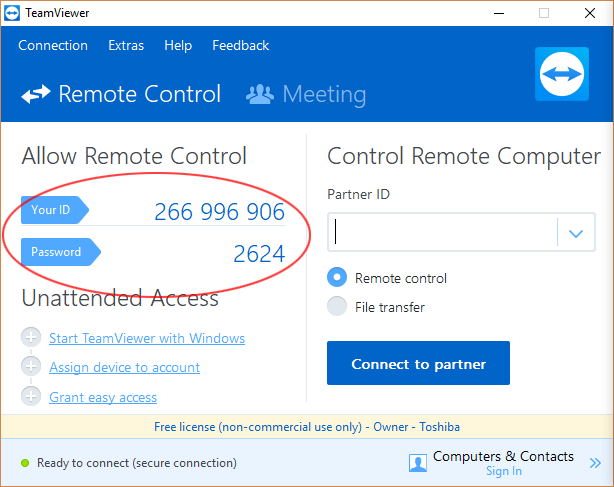 TeamViewer
Connection Extras Help Feedback
Remote Control Meeting
Allow Remote Control
Your ID 266 996 906
Password 2624
Unattended Access
Start TeamViewer with Windows
Assign device to account
Grant easy access
Control Remote Computer
Partner ID
Remote control
File transfer
Connect to partner
Free license (non-commercial use only) - Owner - Toshiba
Ready to connect (secure connection)
Computers & Contacts
Sign In